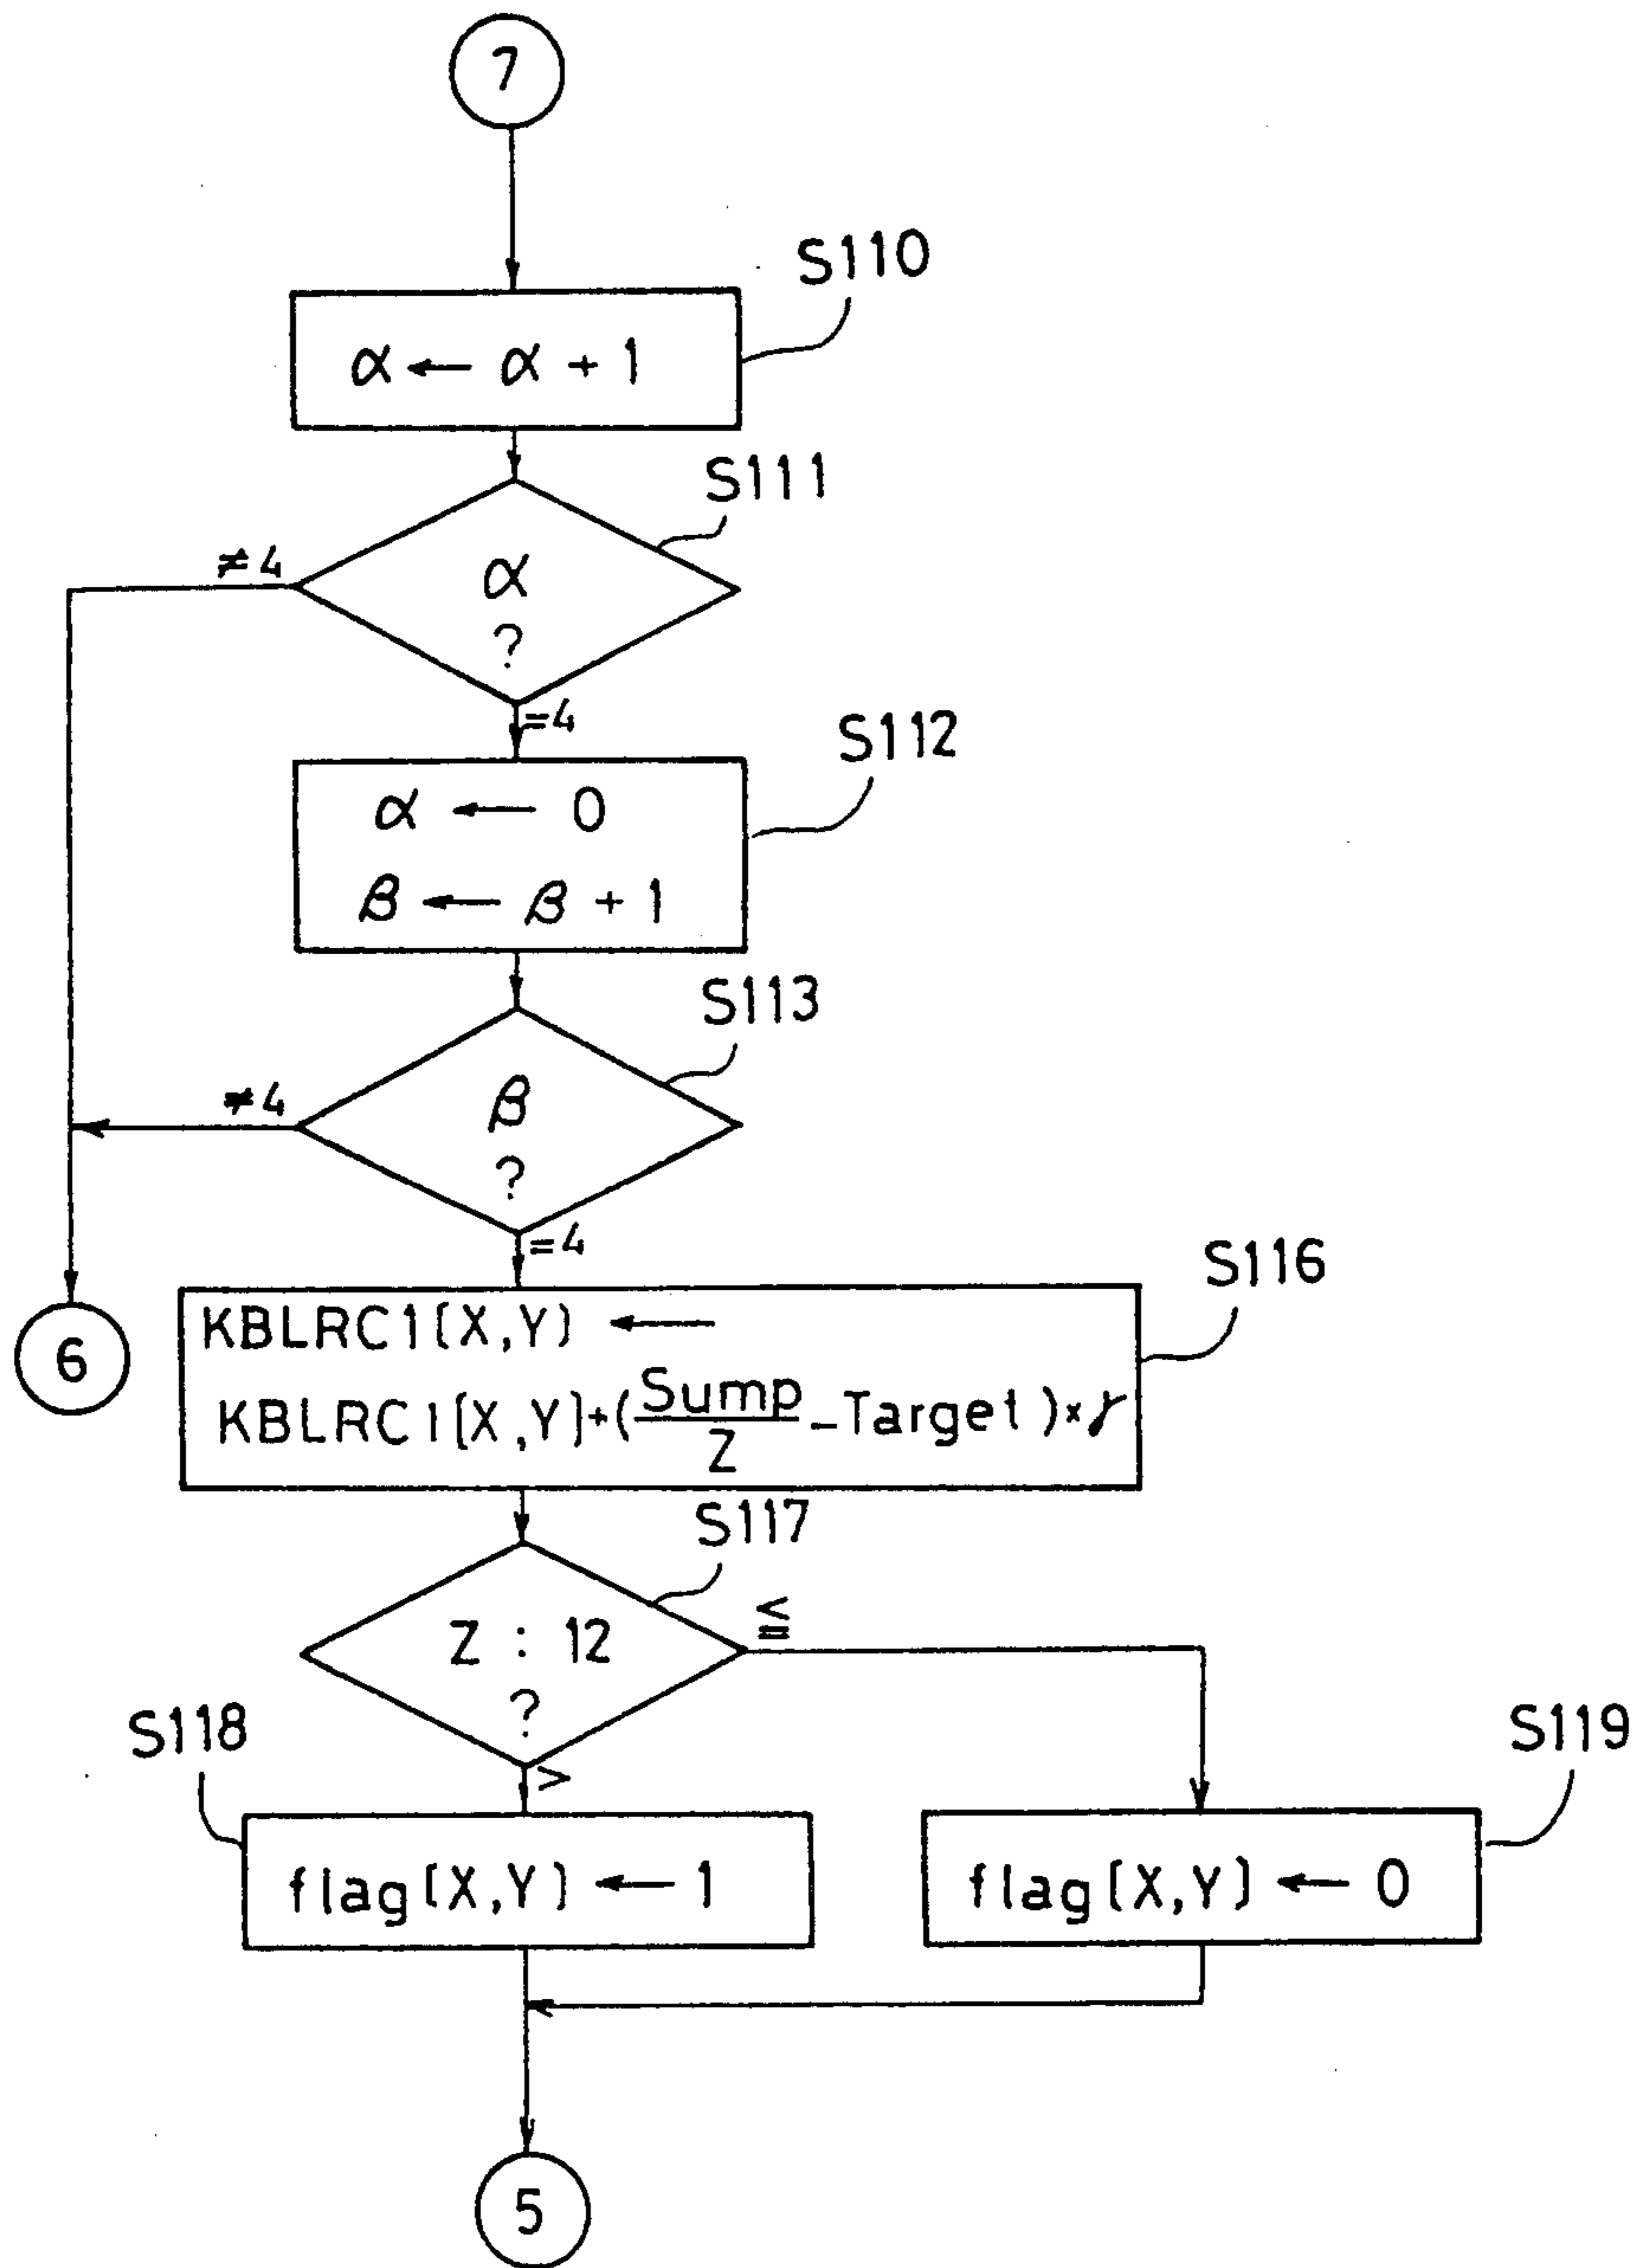 7
S110
α ← α + 1
S111
≠4
α
?
=4
S112
α ← 0
β ← β + 1
S113
≠4
β
?
=4
6
S116
KBLRC1(X,Y) ←
KBLRC1(X,Y)+(Sump/Z-Target)×γ
S117
Z : 12
?
≦
>
S118
flag(X,Y) ← 1
S119
flag(X,Y) ← 0
5